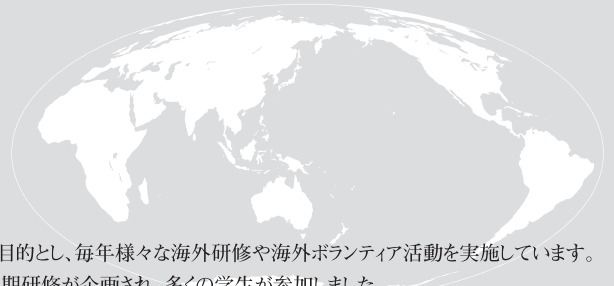 目的とし、毎年様々な海外研修や海外ボランティア活動を実施しています。
期研修が企画され、多くの学生が参加しました。